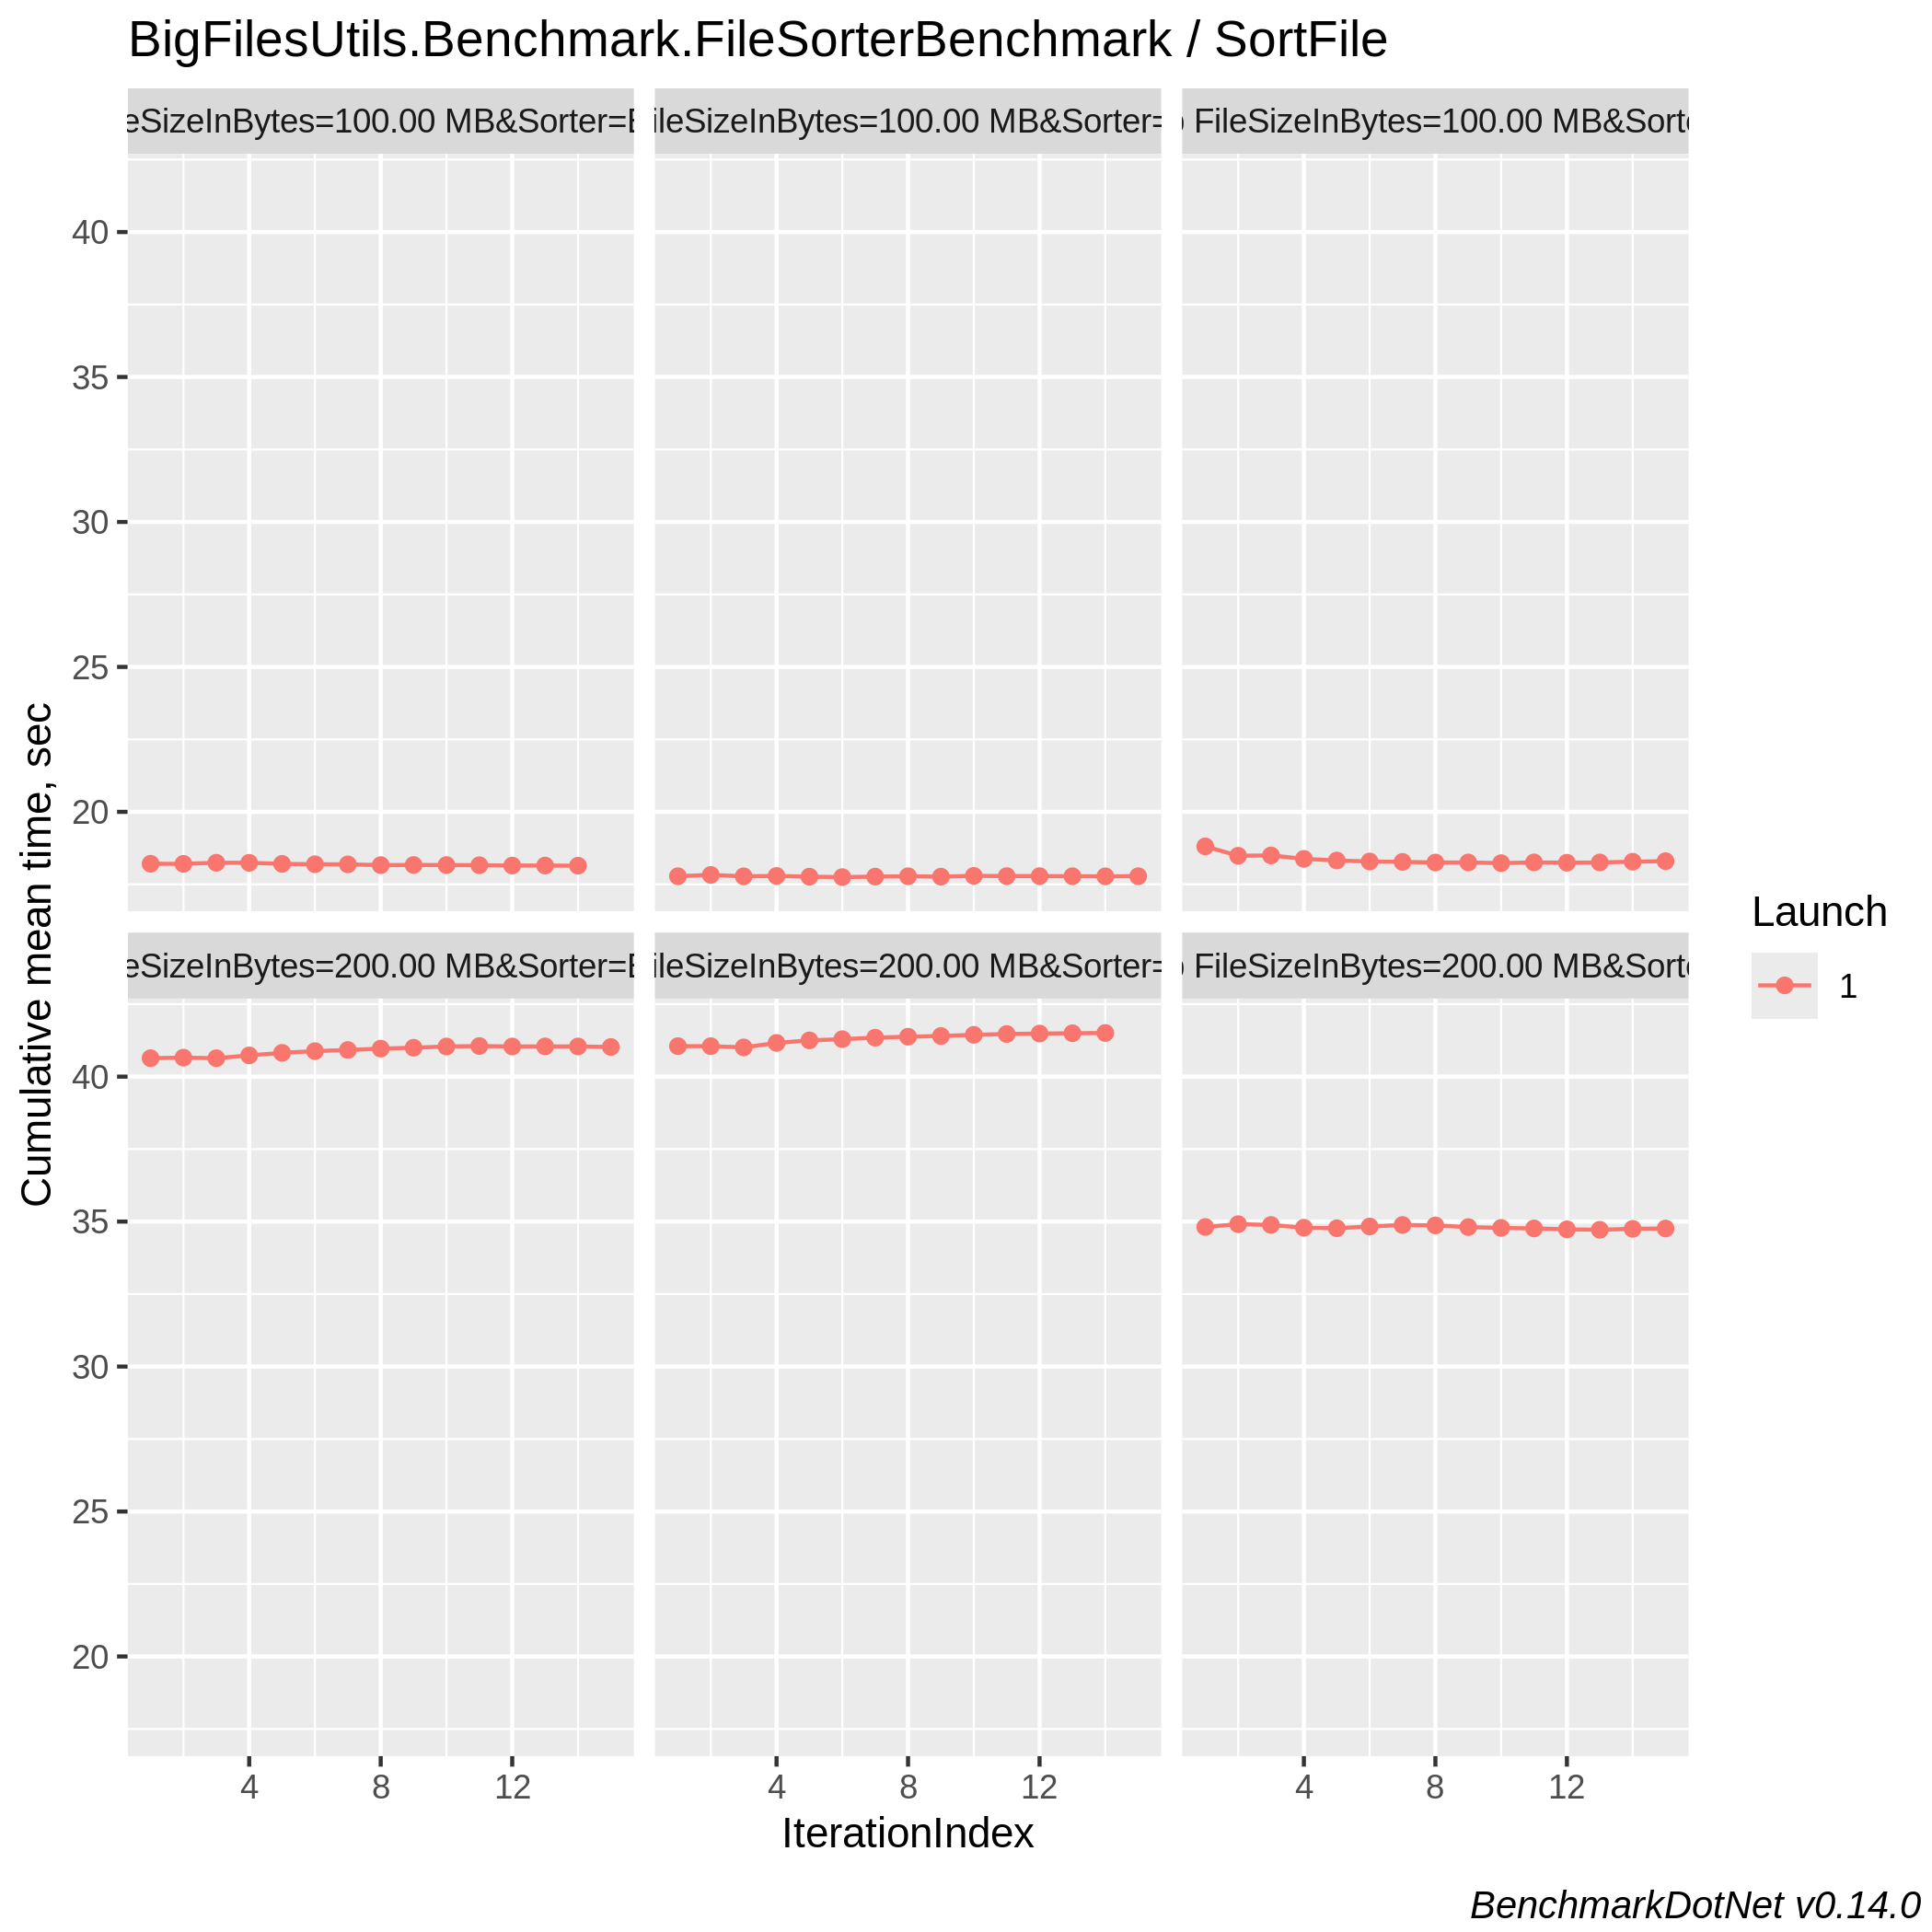 BigFilesUtils.Benchmark.FileSorterBenchmark / SortFile
eSizeInBytes=100.00 MB&Sorter=
ileSizeInBytes=100.00 MB&Sorter=
FileSizeInBytes=100.00 MB&Sorte
40
35
30
25
20
eSizeInBytes=200.00 MB&Sorter=
ileSizeInBytes=200.00 MB&Sorter=
FileSizeInBytes=200.00 MB&Sorte
40
35
30
25
20
Cumulative mean time, sec
4 8 12
4 8 12
4 8 12
IterationIndex
Launch
1
BenchmarkDotNet v0.14.0